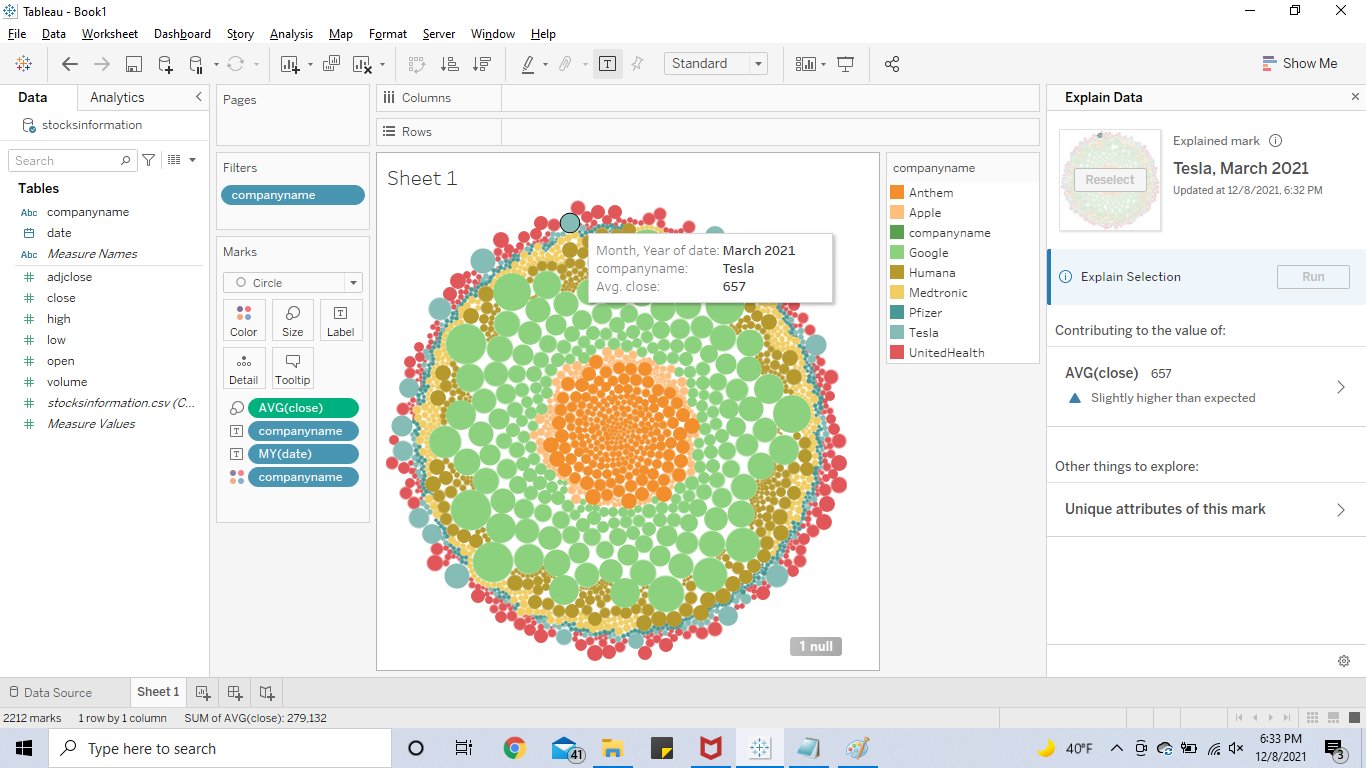 Tableau - Book1
File Data Worksheet Dashboard Story Analysis Map Format Server Window Help
Standard
Show Me
Data Analytics
stocksinformation
Search
Tables
Abc companyname
date
Abc Measure Names
adjclose
close
high
low
open
volume
stocksinformation.csv (C...
Measure Values
Pages
Filters
companyname
Marks
Circle
Color Size Label
Detail Tooltip
AVG(close)
companyname
MY(date)
companyname
Columns
Rows
Sheet 1
Month, Year of date: March 2021
companyname: Tesla
Avg. close: 657
1 null
companyname
Anthem
Apple
companyname
Google
Humana
Medtronic
Pfizer
Tesla
UnitedHealth
Explain Data
Reselect
Explained mark
Tesla, March 2021
Updated at 12/8/2021, 6:32 PM
Explain Selection Run
Contributing to the value of:
AVG(close) 657
Slightly higher than expected
Other things to explore:
Unique attributes of this mark
Data Source Sheet 1
2212 marks 1 row by 1 column SUM of AVG(close): 279,132
Type here to search
41
40°F
6:33 PM
12/8/2021
3